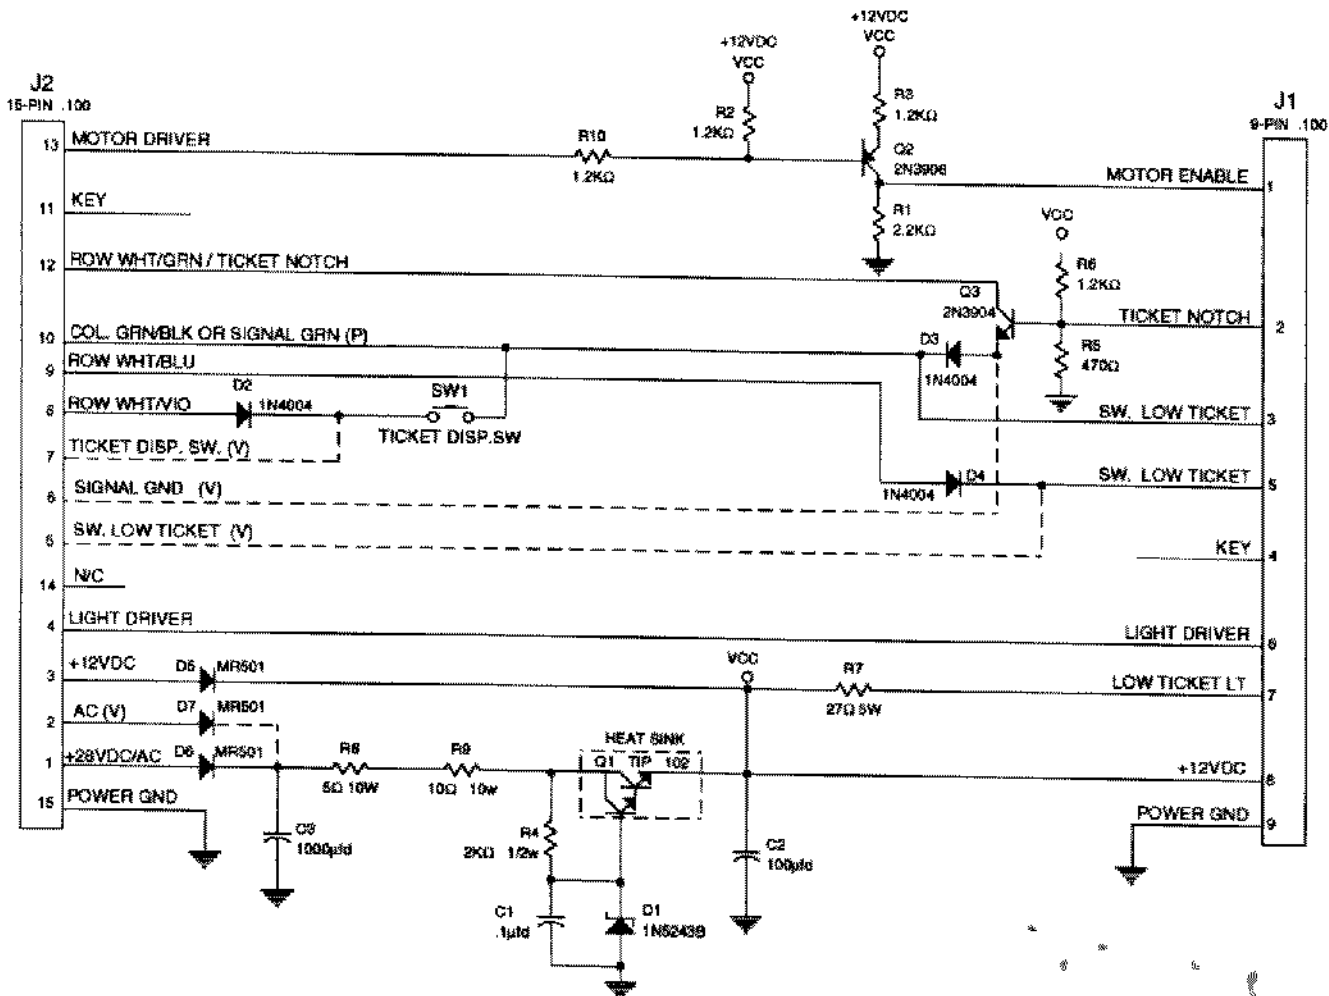 +12VDC
VCC
+12VDC
VCC
J2
15-PIN .100
J1
9-PIN .100
R3
1.2KΩ
R2
1.2KΩ
13 MOTOR DRIVER
R10
1.2KΩ
Q2
2N3906
MOTOR ENABLE 1
11 KEY
R1
2.2KΩ
VCC
12 ROW WHT/GRN / TICKET NOTCH
R6
1.2KΩ
Q3
2N3904
TICKET NOTCH 2
10 COL. GRN/BLK OR SIGNAL GRN (P)
D3
1N4004
R5
470Ω
9 ROW WHT/BLU
D2
1N4004
SW1
TICKET DISP.SW
8 ROW WHT/VIO
SW. LOW TICKET 3
7 TICKET DISP. SW. (V)
6 SIGNAL GND (V)
D4
1N4004
SW. LOW TICKET 5
5 SW. LOW TICKET (V)
KEY 4
14 N/C
4 LIGHT DRIVER
LIGHT DRIVER 6
3 +12VDC
D5 MR501
VCC
R7
27Ω 5W
LOW TICKET LT 7
2 AC (V)
D7 MR501
HEAT SINK
Q1 TIP 102
1 +28VDC/AC
D6 MR501
R8
5Ω 10W
R9
10Ω 10w
+12VDC 8
15 POWER GND
POWER GND 9
C3
1000µfd
R4
2KΩ 1/2w
C2
100µfd
C1
.1µfd
D1
1N5243B